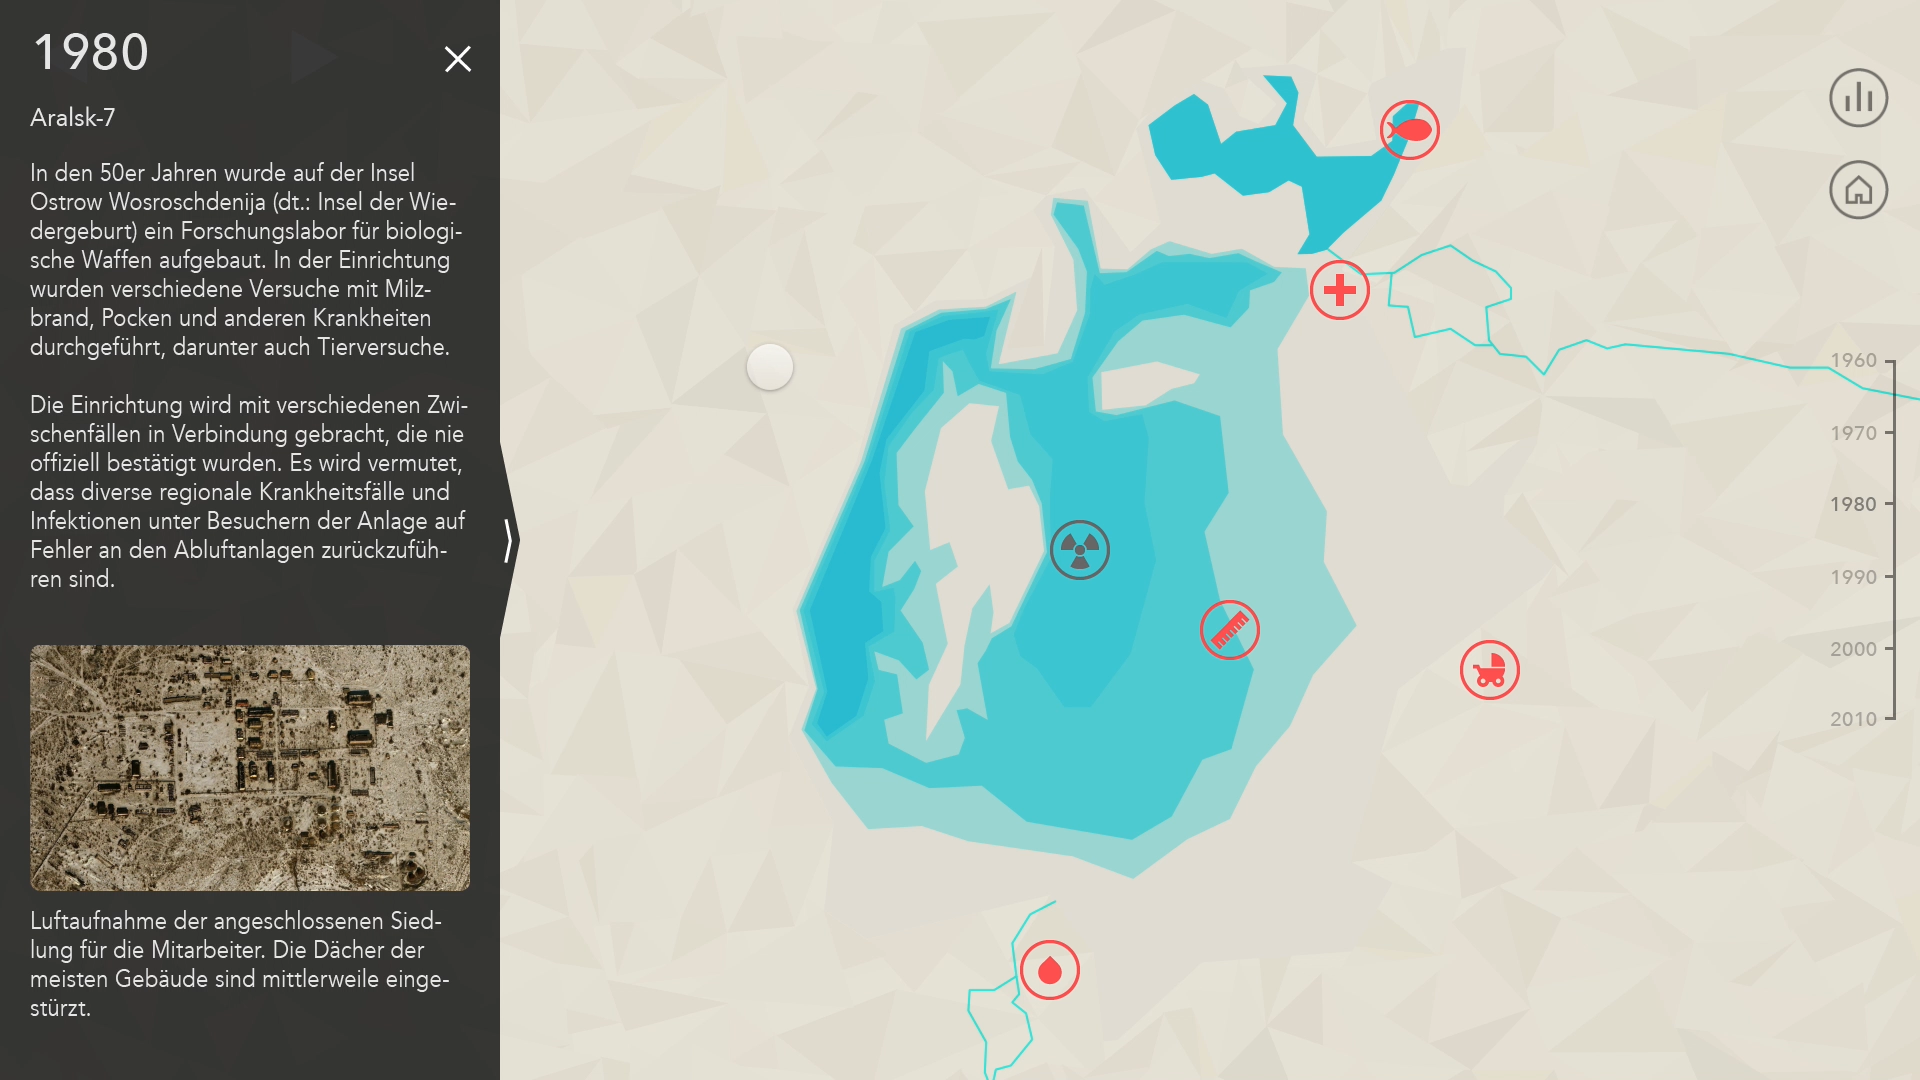 1980
Aralsk-7
In den 50er Jahren wurde auf der Insel
Ostrow Wosroschdenija (dt.: Insel der Wie-
dergeburt) ein Forschungslabor für biologi-
sche Waffen aufgebaut. In der Einrichtung
wurden verschiedene Versuche mit Milz-
brand, Pocken und anderen Krankheiten
durchgeführt, darunter auch Tierversuche.
Die Einrichtung wird mit verschiedenen Zwi-
schenfällen in Verbindung gebracht, die nie
offiziell bestätigt wurden. Es wird vermutet,
dass diverse regionale Krankheitsfälle und
Infektionen unter Besuchern der Anlage auf
Fehler an den Abluftanlagen zurückzufüh-
ren sind.
Luftaufnahme der angeschlossenen Sied-
lung für die Mitarbeiter. Die Dächer der
meisten Gebäude sind mittlerweile einge-
stürzt.
1960
1970
1980
1990
2000
2010